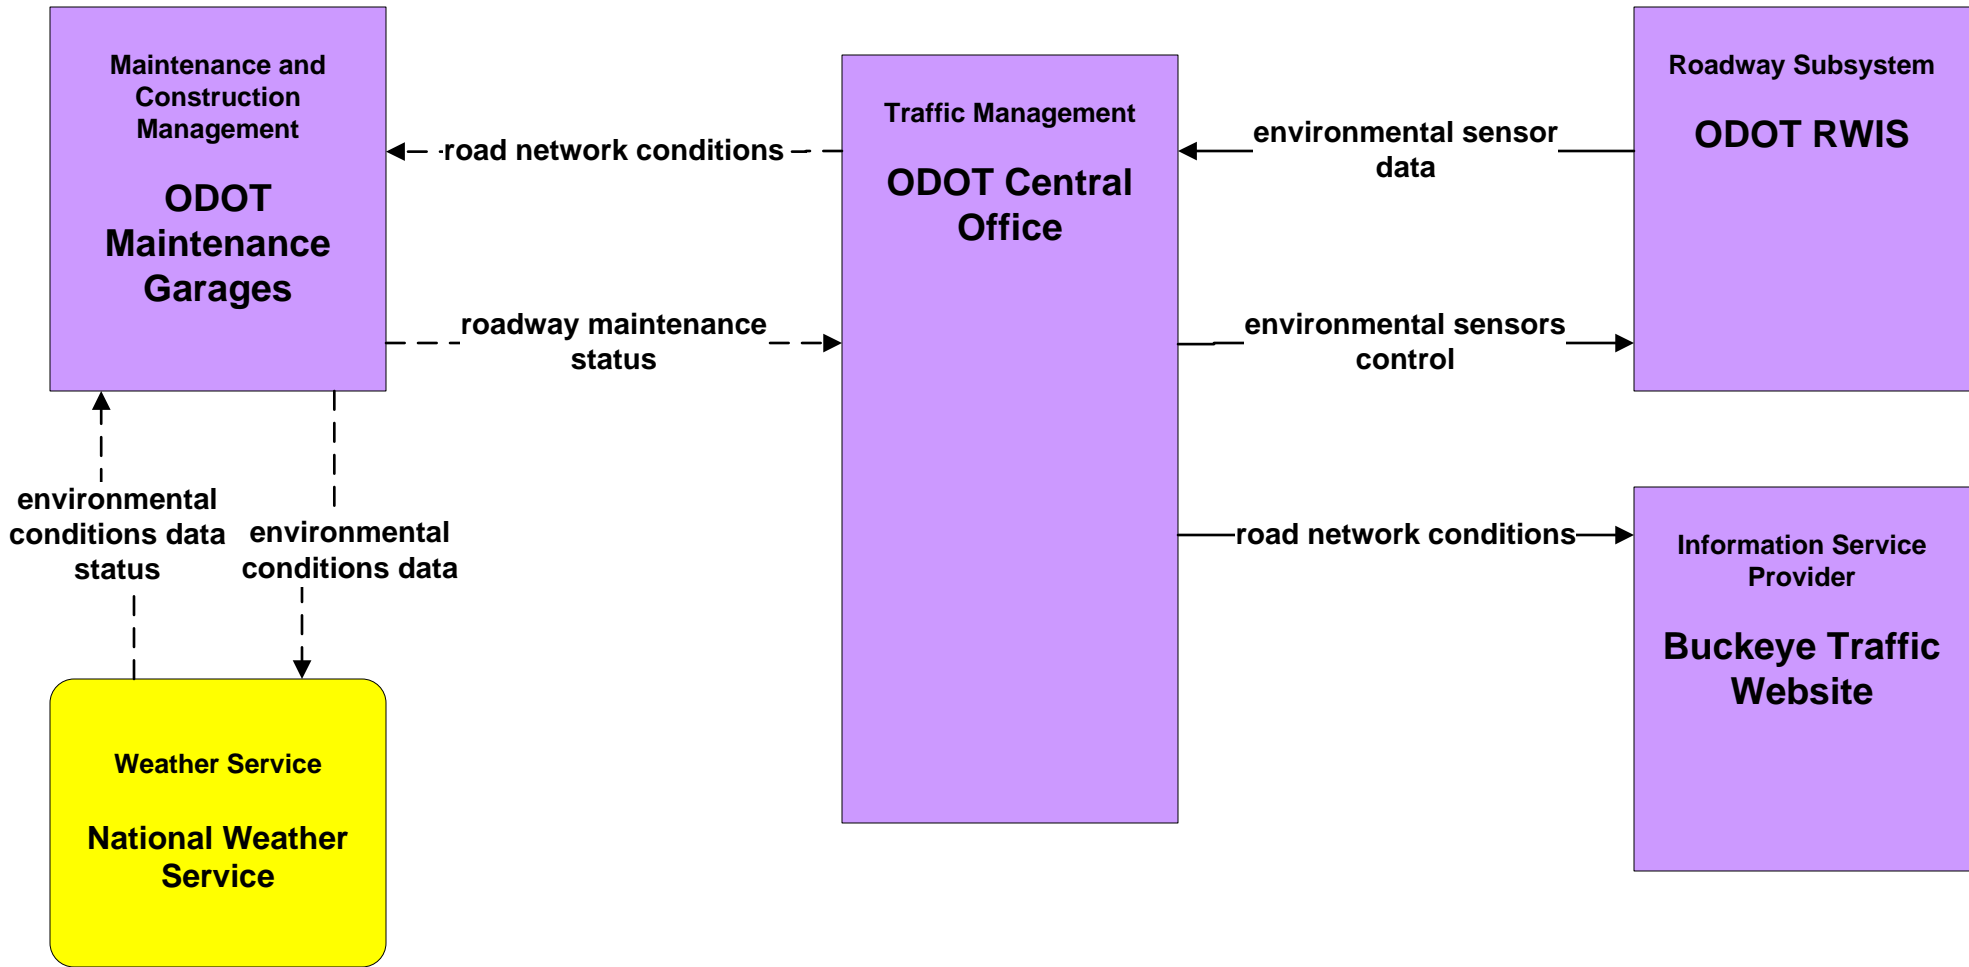 Maintenance and
Construction
Management
ODOT
Maintenance
Garages
road network conditions
roadway maintenance
status
Traffic Management
ODOT Central
Office
environmental sensor
data
environmental sensors
control
road network conditions
Roadway Subsystem
ODOT RWIS
Information Service
Provider
Buckeye Traffic
Website
environmental
conditions data
status
environmental
conditions data
Weather Service
National Weather
Service